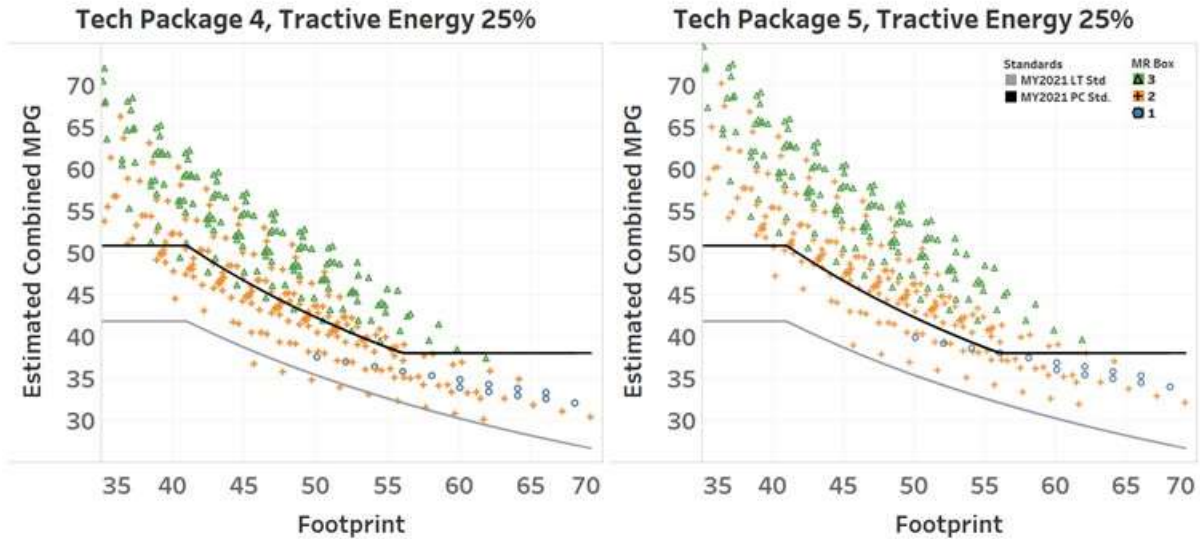 Tech Package 4, Tractive Energy 25%
Estimated Combined MPG
70
65
60
55
50
45
40
35
30
35 40 45 50 55 60 65 70
Footprint
Tech Package 5, Tractive Energy 25%
Standards
MY2021 LT Std
MY2021 PC Std.
MR Box
3
2
1
Estimated Combined MPG
70
65
60
55
50
45
40
35
30
35 40 45 50 55 60 65 70
Footprint